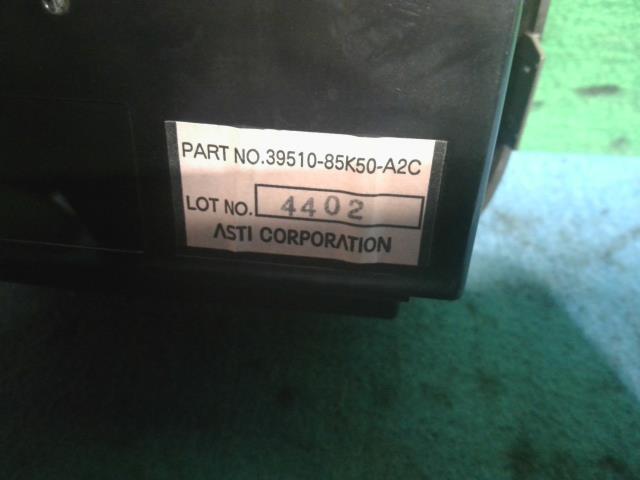 PART NO.39510-85K50-A2C
LOT NO. 4402
ASTI CORPORATION